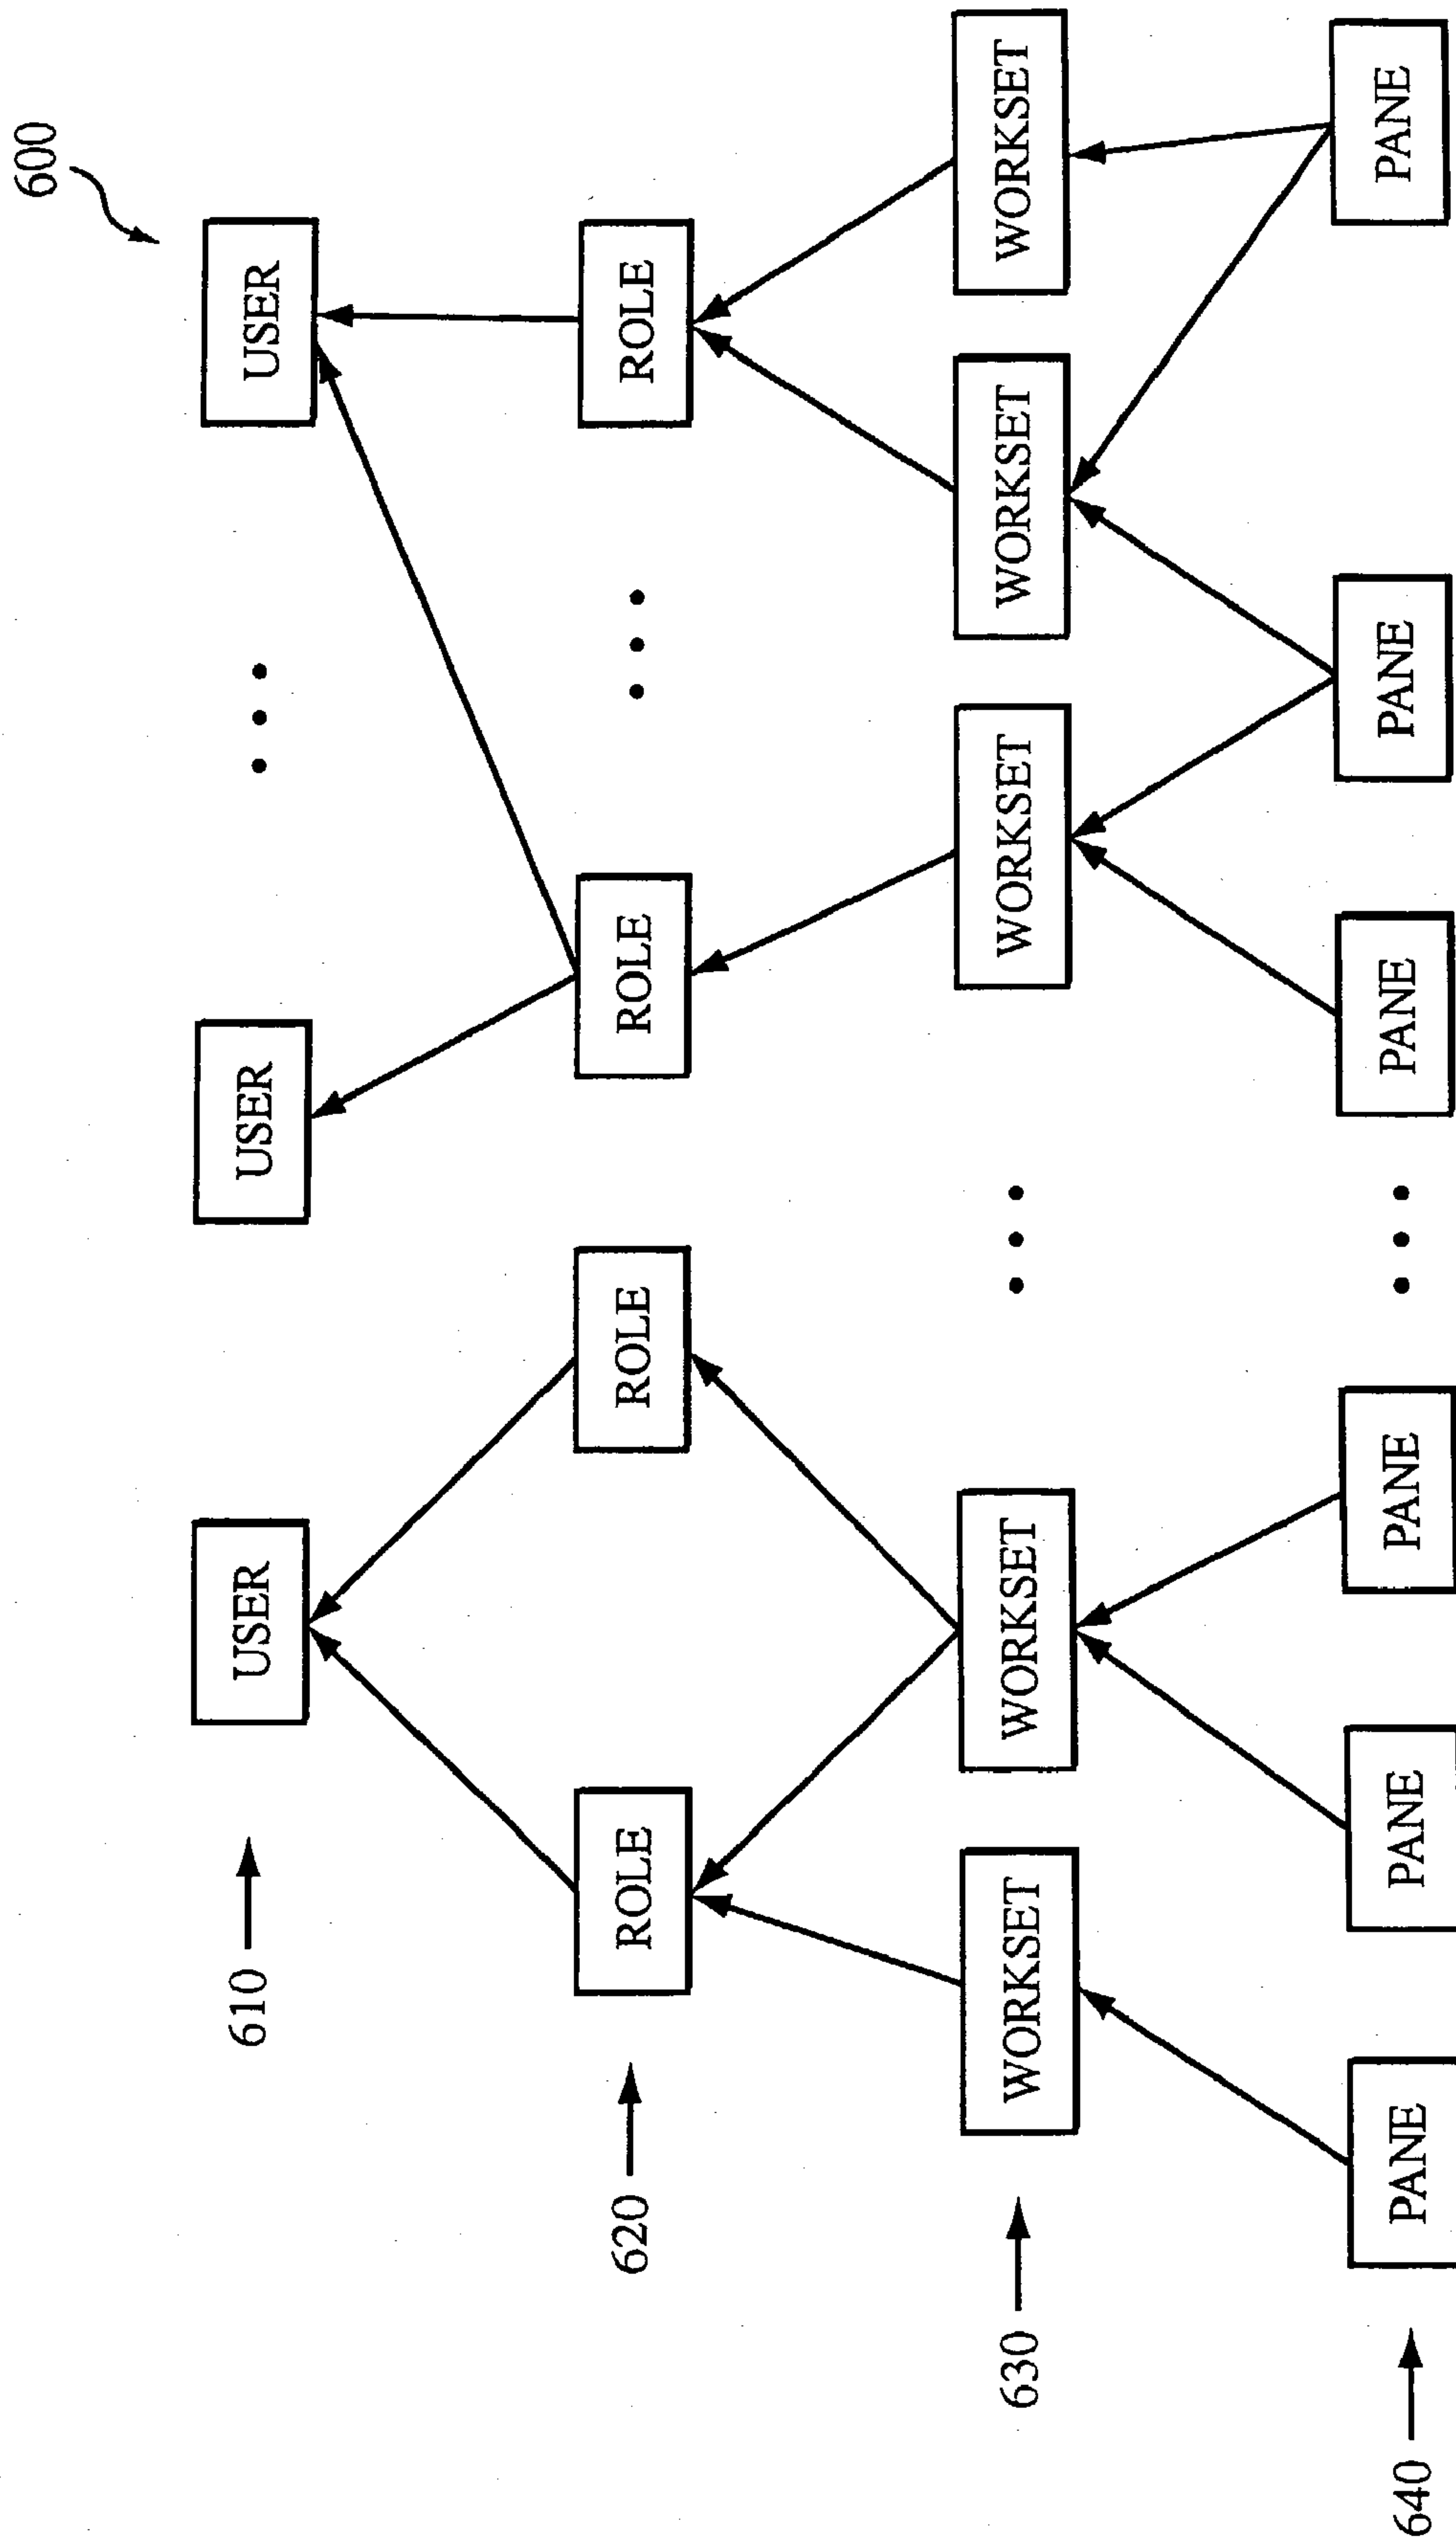 600
610 USER USER USER
620 ROLE ROLE ROLE ROLE
630 WORKSET WORKSET WORKSET WORKSET WORKSET
640 PANE PANE PANE PANE PANE PANE